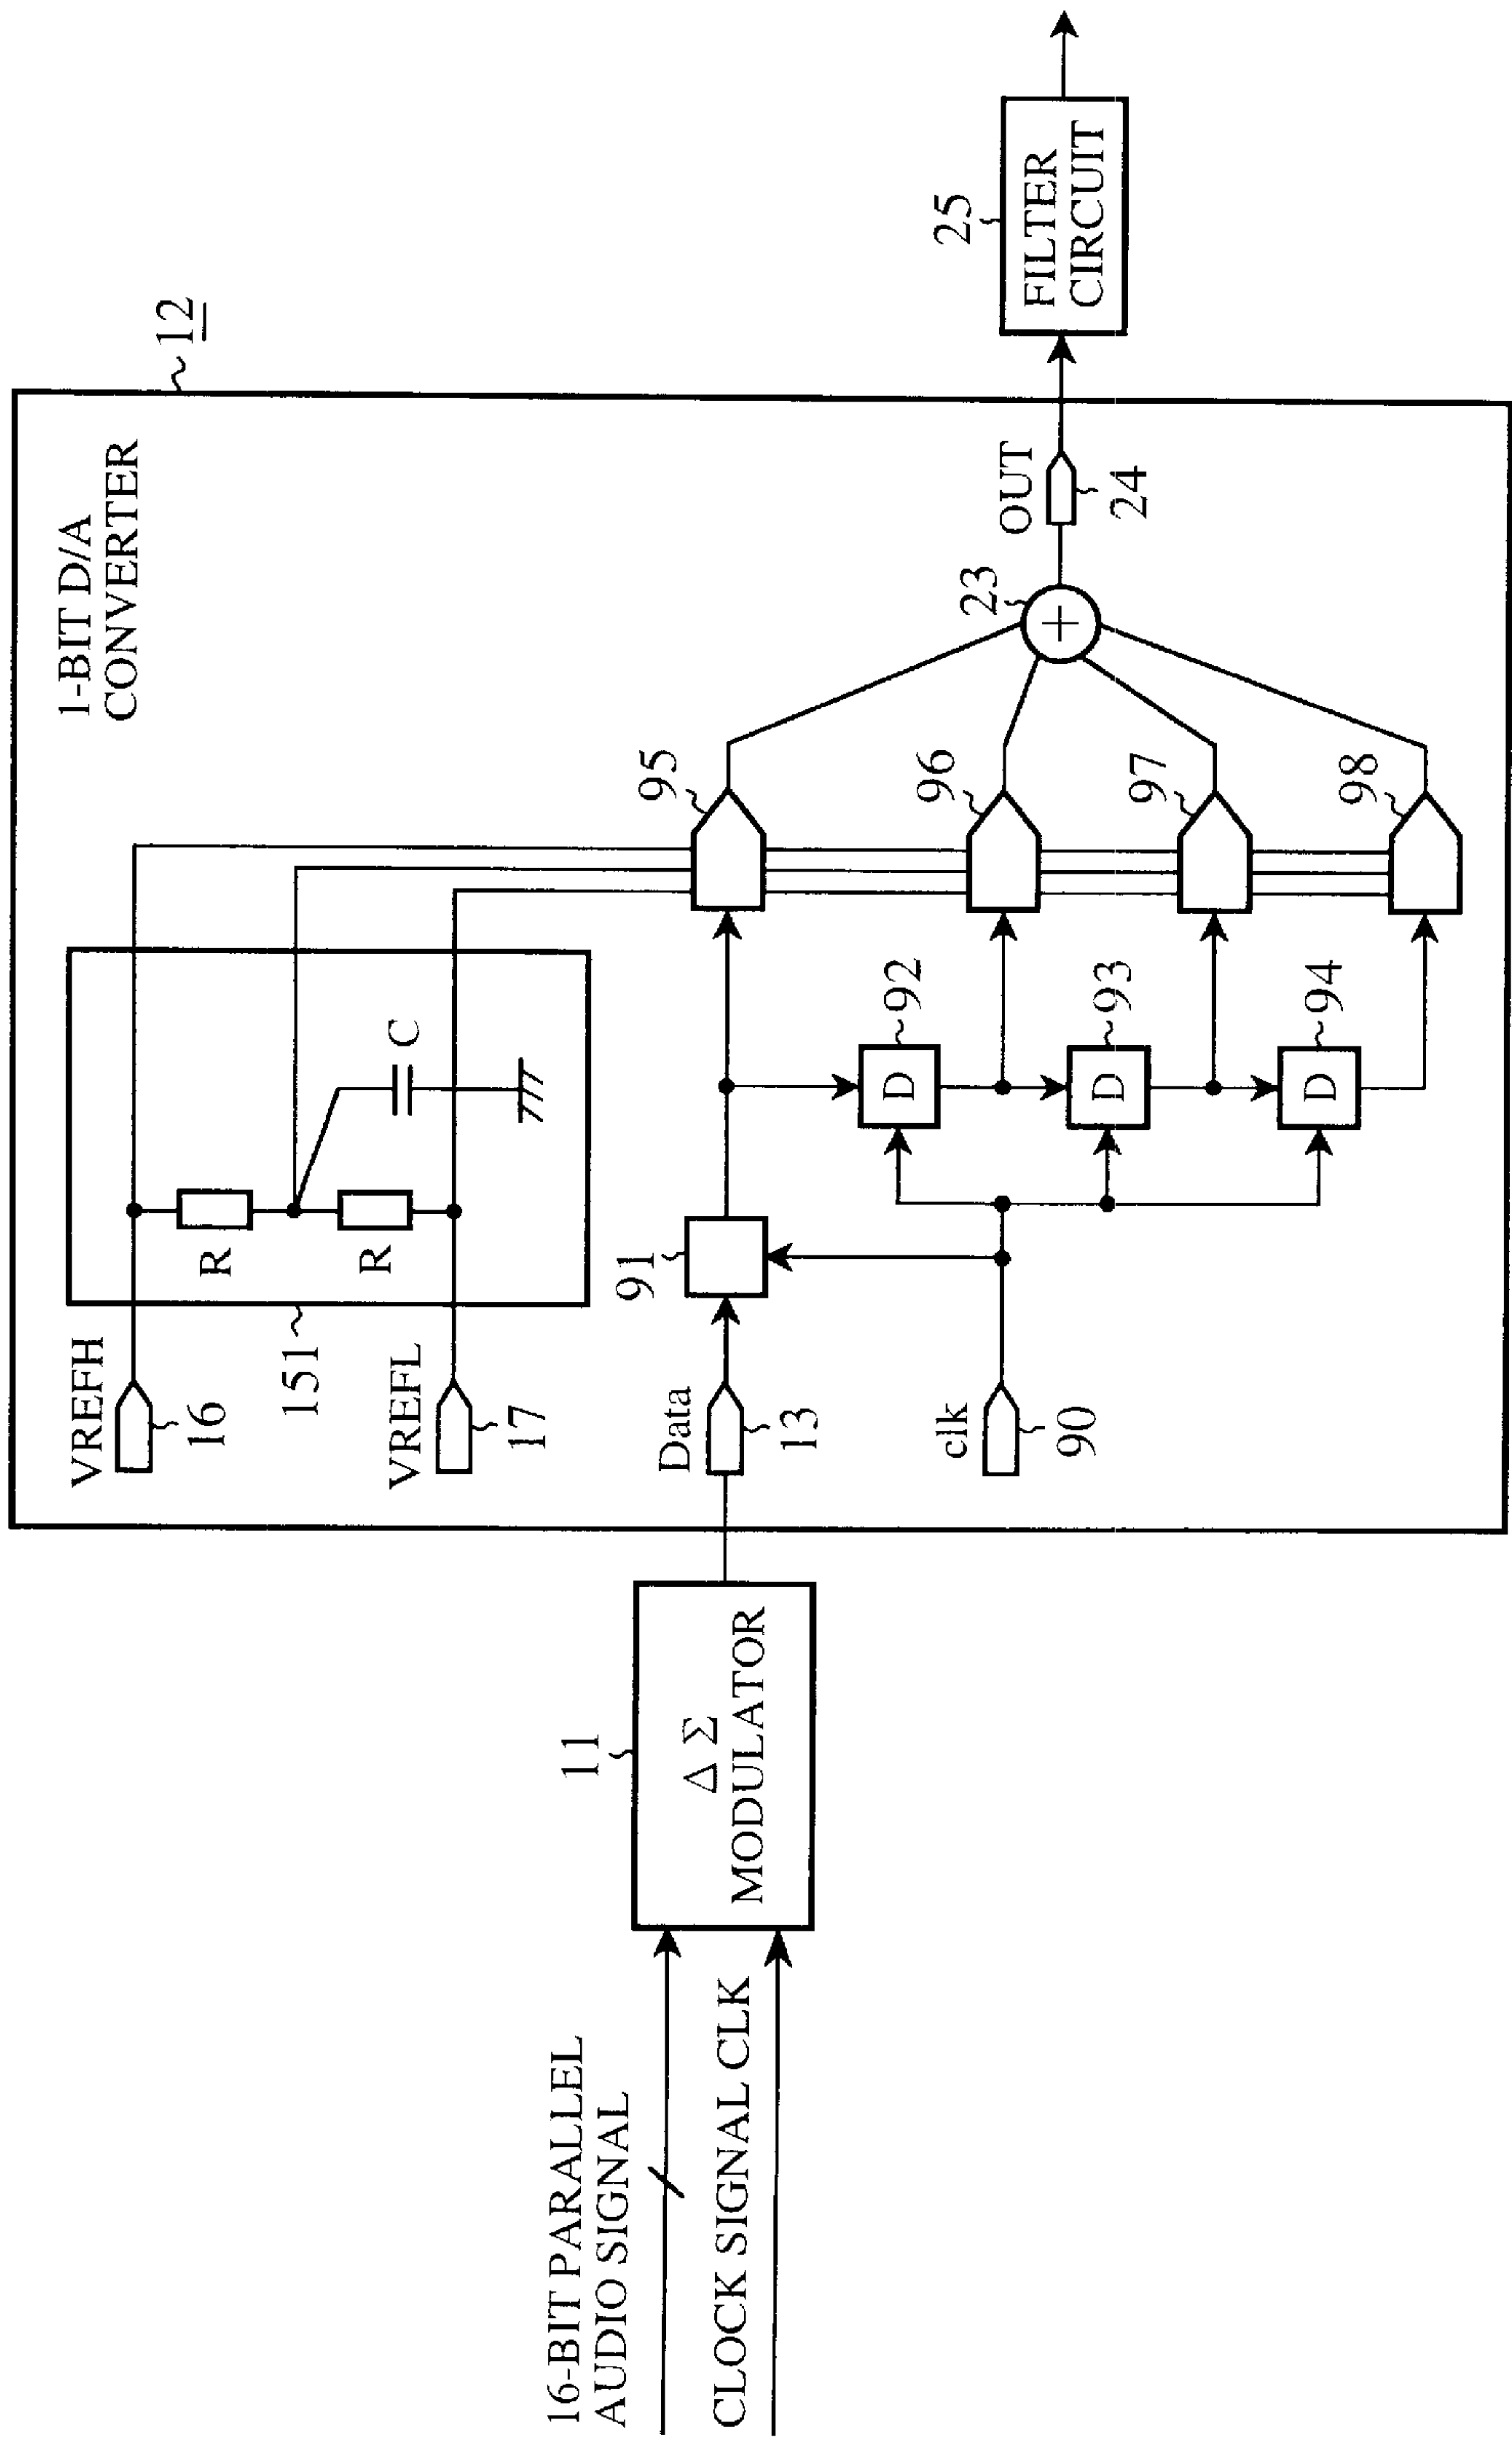 16-BIT PARALLEL
AUDIO SIGNAL
CLOCK SIGNAL CLK
11
Δ Σ
MODULATOR
12
1-BIT D/A
CONVERTER
VREFH
16
151
VREFL
17
R
R
C
Data
13
clk
90
91
D
92
D
93
D
94
95
96
97
98
23
+
OUT
24
25
FILTER
CIRCUIT